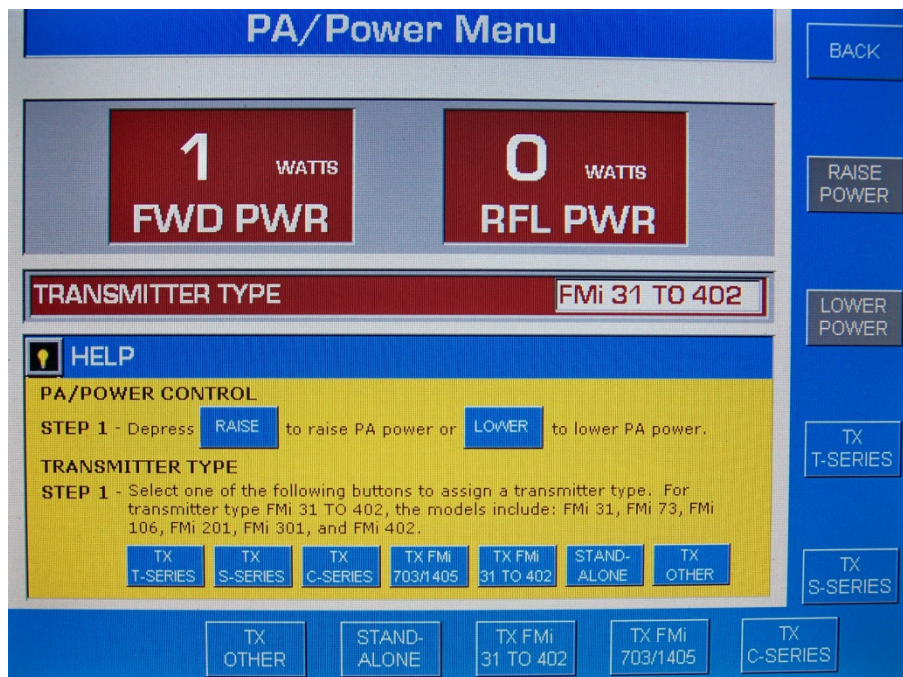 PA/Power Menu
BACK
1 WATTS
FWD PWR
0 WATTS
RFL PWR
RAISE
POWER
TRANSMITTER TYPE
FMi 31 TO 402
LOWER
POWER
HELP
PA/POWER CONTROL
STEP 1 - Depress RAISE to raise PA power or LOWER to lower PA power.
TRANSMITTER TYPE
STEP 1 - Select one of the following buttons to assign a transmitter type. For
transmitter type FMi 31 TO 402, the models include: FMi 31, FMi 73, FMi
106, FMi 201, FMi 301, and FMi 402.
TX
T-SERIES
TX
S-SERIES
TX
C-SERIES
TX FMi
703/1405
TX FMi
31 TO 402
STAND-
ALONE
TX
OTHER
TX
T-SERIES
TX
S-SERIES
TX
OTHER
STAND-
ALONE
TX FMi
31 TO 402
TX FMi
703/1405
TX
C-SERIES